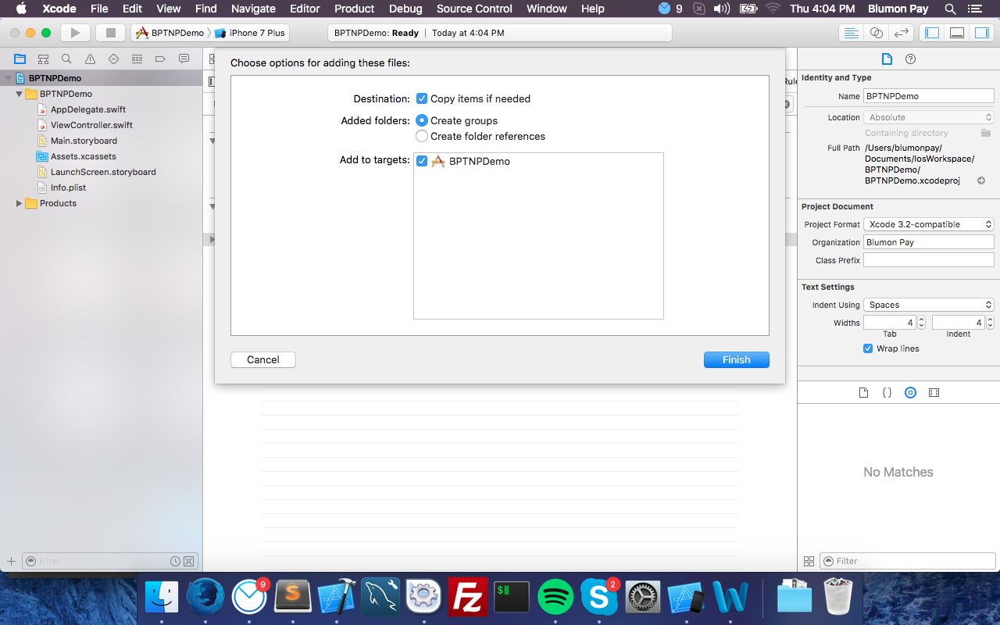 Xcode File Edit View Find Navigate Editor Product Debug Source Control Window Help 9 Thu 4:04 PM Blumon Pay
BPTNPDemo iPhone 7 Plus BPTNPDemo: Ready | Today at 4:04 PM
BPTNPDemo
BPTNPDemo
AppDelegate.swift
ViewController.swift
Main.storyboard
Assets.xcassets
LaunchScreen.storyboard
Info.plist
Products
Filter
Choose options for adding these files:
Destination: Copy items if needed
Added folders: Create groups
Create folder references
Add to targets: BPTNPDemo
Cancel Finish
Identity and Type
Name BPTNPDemo
Location Absolute
Containing directory
Full Path /Users/blumonpay/
Documents/IosWorkspace/
BPTNPDemo/
BPTNPDemo.xcodeproj
Project Document
Project Format Xcode 3.2-compatible
Organization Blumon Pay
Class Prefix
Text Settings
Indent Using Spaces
Widths 4 4
Tab Indent
Wrap lines
{ }
No Matches
Filter
9 S Fz $ S 2 W